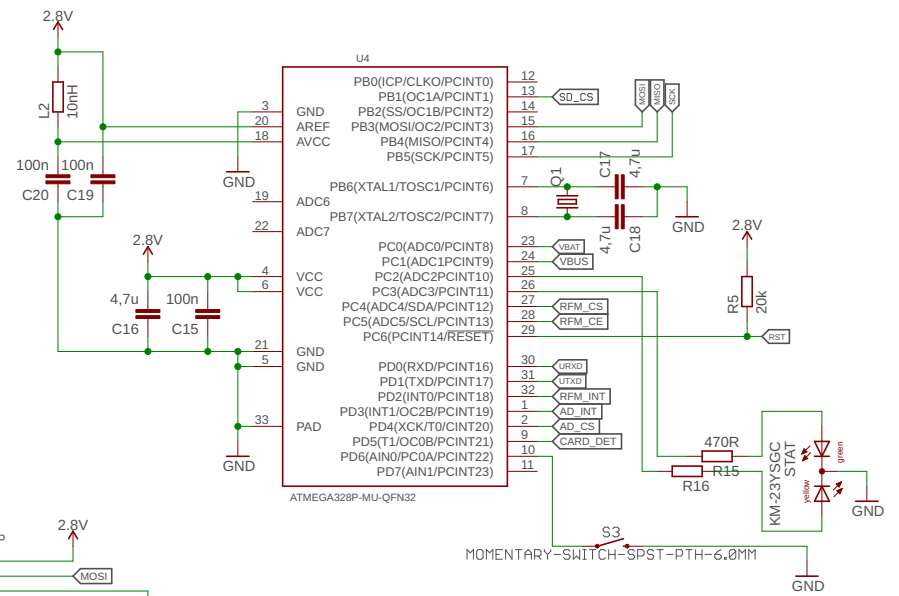 2.8V
U4
L2
10nH
3
20
18
GND
AREF
AVCC
100n
100n
C20
C19
GND
19
ADC6
22
ADC7
2.8V
4
6
VCC
VCC
4,7u
100n
C16
C15
21
5
GND
GND
33
PAD
GND
PB0(ICP/CLKO/PCINT0)
12
PB1(OC1A/PCINT1)
13
SD_CS
PB2(SS/OC1B/PCINT2)
14
PB3(MOSI/OC2/PCINT3)
15
PB4(MISO/PCINT4)
16
PB5(SCK/PCINT5)
17
MOSI
MISO
SCK
PB6(XTAL1/TOSC1/PCINT6)
7
PB7(XTAL2/TOSC2/PCINT7)
8
Q1
C17
4,7u
4,7u
C18
GND
PC0(ADC0/PCINT8)
23
VBAT
PC1(ADC1PCINT9)
24
VBUS
PC2(ADC2PCINT10)
25
PC3(ADC3/PCINT11)
26
PC4(ADC4/SDA/PCINT12)
27
RFM_CS
PC5(ADC5/SCL/PCINT13)
28
RFM_CE
PC6(PCINT14/RESET)
29
2.8V
R5
20k
RST
PD0(RXD/PCINT16)
30
URXD
PD1(TXD/PCINT17)
31
UTXD
PD2(INT0/PCINT18)
32
RFM_INT
PD3(INT1/OC2B/PCINT19)
1
AD_INT
PD4(XCK/T0/CINT20)
2
AD_CS
PD5(T1/OC0B/PCINT21)
9
CARD_DET
PD6(AIN0/PC0A/PCINT22)
10
PD7(AIN1/PCINT23)
11
ATMEGA328P-MU-QFN32
470R
R15
R16
KM-23YSGC
STAT
green
yellow
GND
S3
MOMENTARY-SWITCH-SPST-PTH-6.0MM
GND
2.8V
MOSI